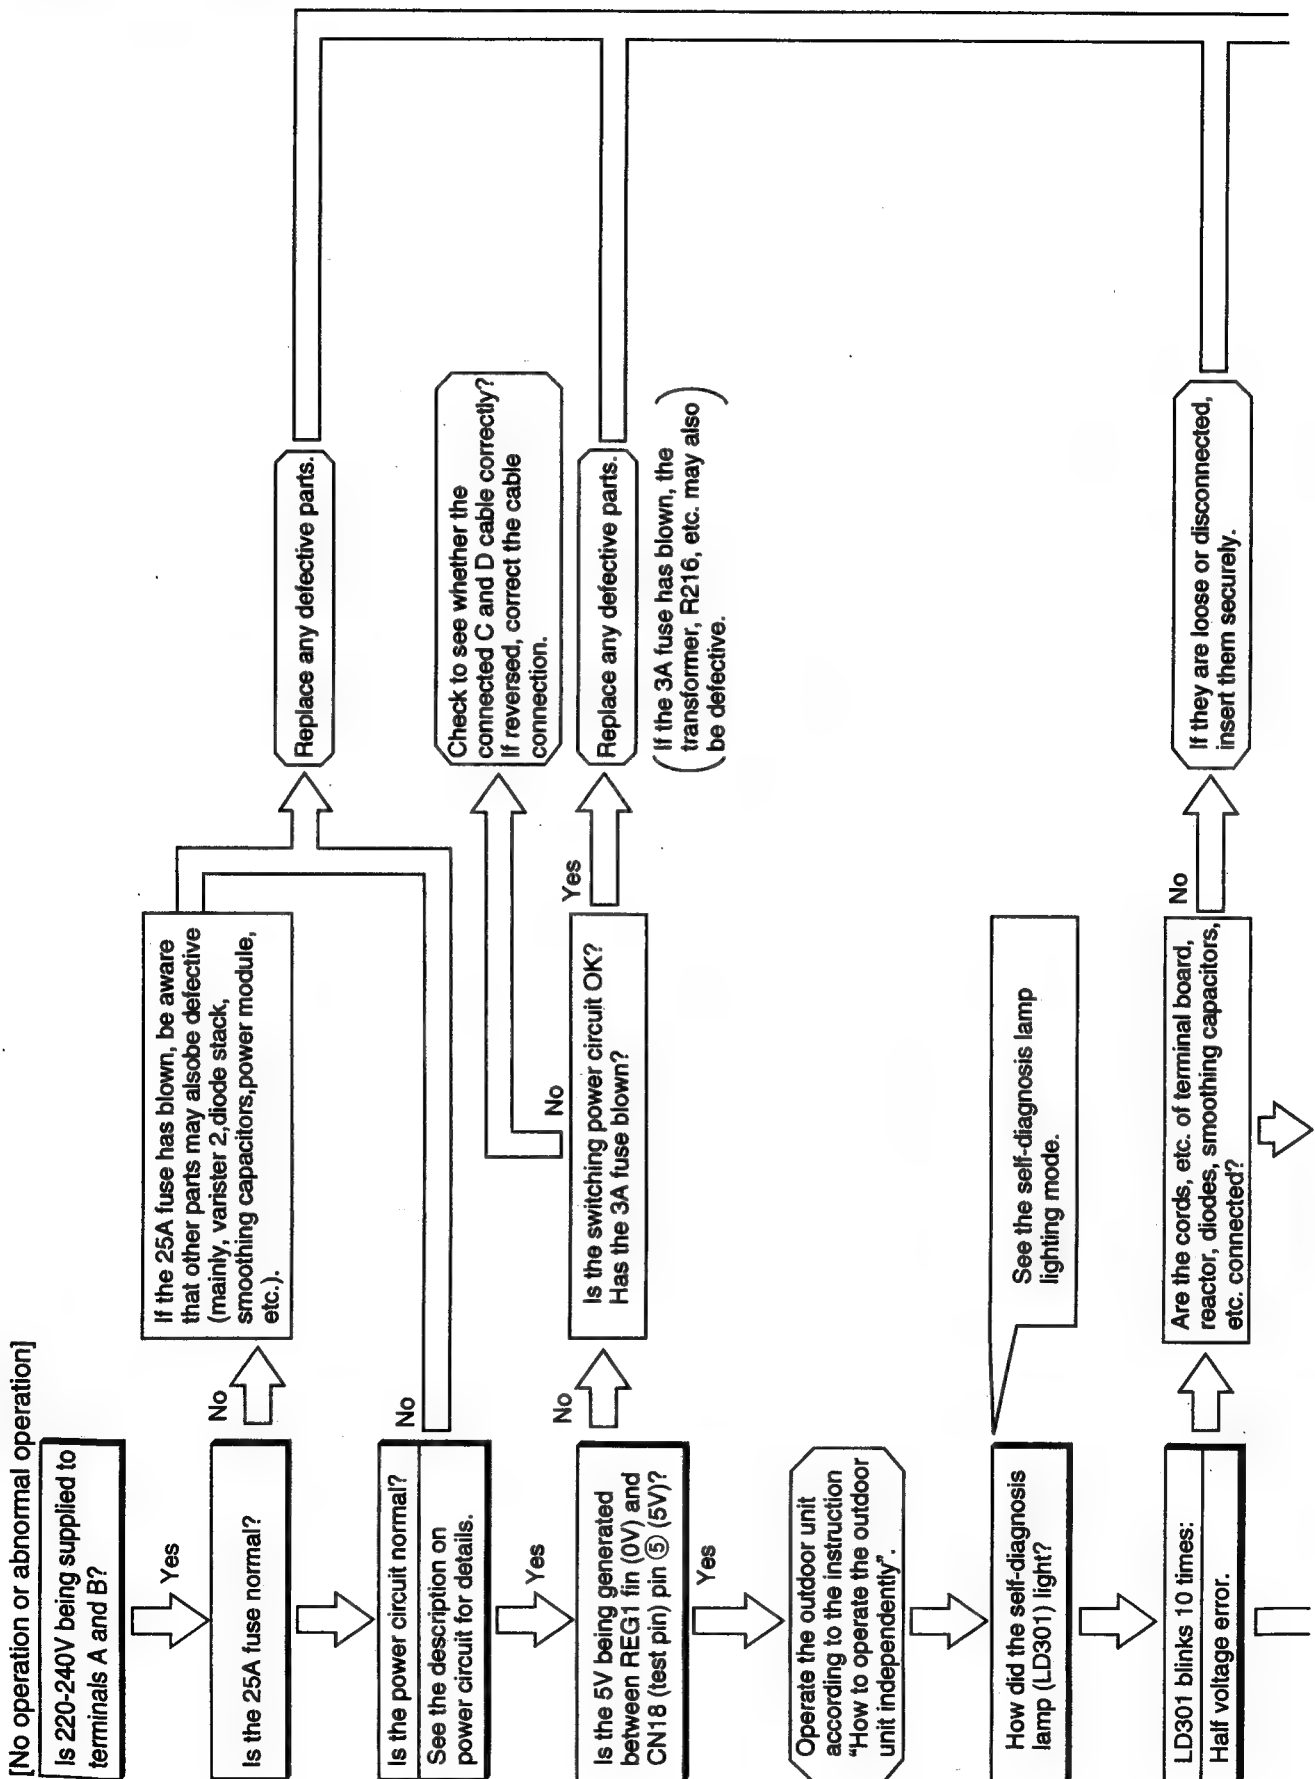 [No operation or abnormal operation]
Is 220-240V being supplied to
terminals A and B?
Yes
Is the 25A fuse normal?
No
If the 25A fuse has blown, be aware
that other parts may alsobe defective
(mainly, varister 2,diode stack,
smoothing capacitors,power module,
etc.).
Replace any defective parts.
Is the power circuit normal?
See the description on
power circuit for details.
No
Yes
Is the 5V being generated
between REG1 fin (0V) and
CN18 (test pin) pin ⑤ (5V)?
No
Is the switching power circuit OK?
Has the 3A fuse blown?
No
Check to see whether the
connected C and D cable correctly?
If reversed, correct the cable
connection.
Yes
Replace any defective parts.
(If the 3A fuse has blown, the
transformer, R216, etc. may also
be defective.)
Yes
Operate the outdoor unit
according to the instruction
"How to operate the outdoor
unit independently".
How did the self-diagnosis
lamp (LD301) light?
See the self-diagnosis lamp
lighting mode.
LD301 blinks 10 times:
Half voltage error.
Are the cords, etc. of terminal board,
reactor, diodes, smoothing capacitors,
etc. connected?
No
If they are loose or disconnected,
insert them securely.